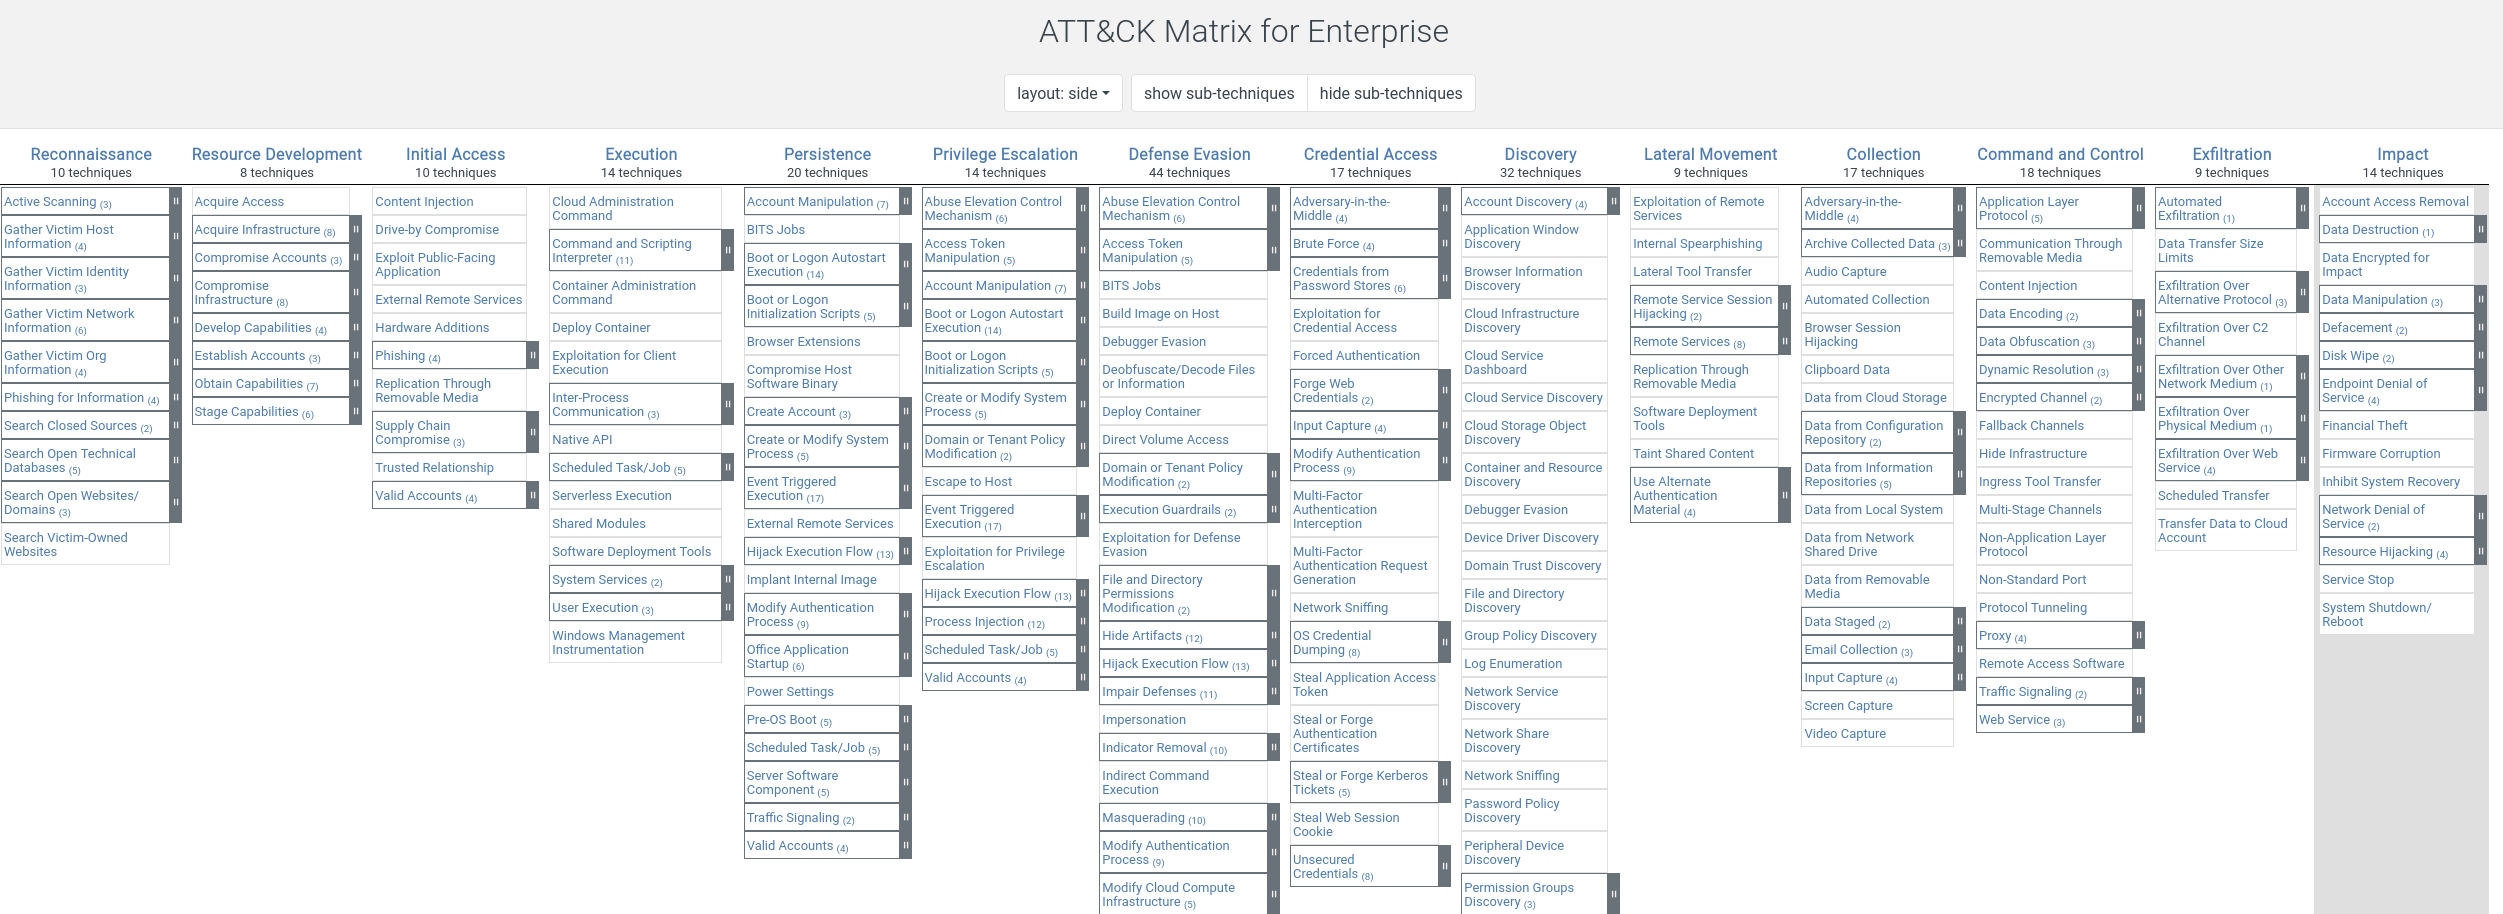 ATT&CK Matrix for Enterprise
layout: side
show sub-techniques
hide sub-techniques
Reconnaissance
10 techniques
Active Scanning (3)
Gather Victim Host
Information (4)
Gather Victim Identity
Information (3)
Gather Victim Network
Information (6)
Gather Victim Org
Information (4)
Phishing for Information (4)
Search Closed Sources (2)
Search Open Technical
Databases (5)
Search Open Websites/
Domains (3)
Search Victim-Owned
Websites
Resource Development
8 techniques
Acquire Access
Acquire Infrastructure (8)
Compromise Accounts (3)
Compromise
Infrastructure (8)
Develop Capabilities (4)
Establish Accounts (3)
Obtain Capabilities (7)
Stage Capabilities (6)
Initial Access
10 techniques
Content Injection
Drive-by Compromise
Exploit Public-Facing
Application
External Remote Services
Hardware Additions
Phishing (4)
Replication Through
Removable Media
Supply Chain
Compromise (3)
Trusted Relationship
Valid Accounts (4)
Execution
14 techniques
Cloud Administration
Command
Command and Scripting
Interpreter (11)
Container Administration
Command
Deploy Container
Exploitation for Client
Execution
Inter-Process
Communication (3)
Native API
Scheduled Task/Job (5)
Serverless Execution
Shared Modules
Software Deployment Tools
System Services (2)
User Execution (3)
Windows Management
Instrumentation
Persistence
20 techniques
Account Manipulation (7)
BITS Jobs
Boot or Logon Autostart
Execution (14)
Boot or Logon
Initialization Scripts (5)
Browser Extensions
Compromise Host
Software Binary
Create Account (3)
Create or Modify System
Process (5)
Event Triggered
Execution (17)
External Remote Services
Hijack Execution Flow (13)
Implant Internal Image
Modify Authentication
Process (9)
Office Application
Startup (6)
Power Settings
Pre-OS Boot (5)
Scheduled Task/Job (5)
Server Software
Component (5)
Traffic Signaling (2)
Valid Accounts (4)
Privilege Escalation
14 techniques
Abuse Elevation Control
Mechanism (6)
Access Token
Manipulation (5)
Account Manipulation (7)
Boot or Logon Autostart
Execution (14)
Boot or Logon
Initialization Scripts (5)
Create or Modify System
Process (5)
Domain or Tenant Policy
Modification (2)
Escape to Host
Event Triggered
Execution (17)
Exploitation for Privilege
Escalation
Hijack Execution Flow (13)
Process Injection (12)
Scheduled Task/Job (5)
Valid Accounts (4)
Defense Evasion
44 techniques
Abuse Elevation Control
Mechanism (6)
Access Token
Manipulation (5)
BITS Jobs
Build Image on Host
Debugger Evasion
Deobfuscate/Decode Files
or Information
Deploy Container
Direct Volume Access
Domain or Tenant Policy
Modification (2)
Execution Guardrails (2)
Exploitation for Defense
Evasion
File and Directory
Permissions
Modification (2)
Hide Artifacts (12)
Hijack Execution Flow (13)
Impair Defenses (11)
Impersonation
Indicator Removal (10)
Indirect Command
Execution
Masquerading (10)
Modify Authentication
Process (9)
Modify Cloud Compute
Infrastructure (5)
Credential Access
17 techniques
Adversary-in-the-
Middle (4)
Brute Force (4)
Credentials from
Password Stores (6)
Exploitation for
Credential Access
Forced Authentication
Forge Web
Credentials (2)
Input Capture (4)
Modify Authentication
Process (9)
Multi-Factor
Authentication
Interception
Multi-Factor
Authentication Request
Generation
Network Sniffing
OS Credential
Dumping (8)
Steal Application Access
Token
Steal or Forge
Authentication
Certificates
Steal or Forge Kerberos
Tickets (5)
Steal Web Session
Cookie
Unsecured
Credentials (8)
Discovery
32 techniques
Account Discovery (4)
Application Window
Discovery
Browser Information
Discovery
Cloud Infrastructure
Discovery
Cloud Service
Dashboard
Cloud Service Discovery
Cloud Storage Object
Discovery
Container and Resource
Discovery
Debugger Evasion
Device Driver Discovery
Domain Trust Discovery
File and Directory
Discovery
Group Policy Discovery
Log Enumeration
Network Service
Discovery
Network Share
Discovery
Network Sniffing
Password Policy
Discovery
Peripheral Device
Discovery
Permission Groups
Discovery (3)
Lateral Movement
9 techniques
Exploitation of Remote
Services
Internal Spearphishing
Lateral Tool Transfer
Remote Service Session
Hijacking (2)
Remote Services (8)
Replication Through
Removable Media
Software Deployment
Tools
Taint Shared Content
Use Alternate
Authentication
Material (4)
Collection
17 techniques
Adversary-in-the-
Middle (4)
Archive Collected Data (3)
Audio Capture
Automated Collection
Browser Session
Hijacking
Clipboard Data
Data from Cloud Storage
Data from Configuration
Repository (2)
Data from Information
Repositories (5)
Data from Local System
Data from Network
Shared Drive
Data from Removable
Media
Data Staged (2)
Email Collection (3)
Input Capture (4)
Screen Capture
Video Capture
Command and Control
18 techniques
Application Layer
Protocol (5)
Communication Through
Removable Media
Content Injection
Data Encoding (2)
Data Obfuscation (3)
Dynamic Resolution (3)
Encrypted Channel (2)
Fallback Channels
Hide Infrastructure
Ingress Tool Transfer
Multi-Stage Channels
Non-Application Layer
Protocol
Non-Standard Port
Protocol Tunneling
Proxy (4)
Remote Access Software
Traffic Signaling (2)
Web Service (3)
Exfiltration
9 techniques
Automated
Exfiltration (1)
Data Transfer Size
Limits
Exfiltration Over
Alternative Protocol (3)
Exfiltration Over C2
Channel
Exfiltration Over Other
Network Medium (1)
Exfiltration Over
Physical Medium (1)
Exfiltration Over Web
Service (4)
Scheduled Transfer
Transfer Data to Cloud
Account
Impact
14 techniques
Account Access Removal
Data Destruction (1)
Data Encrypted for
Impact
Data Manipulation (3)
Defacement (2)
Disk Wipe (2)
Endpoint Denial of
Service (4)
Financial Theft
Firmware Corruption
Inhibit System Recovery
Network Denial of
Service (2)
Resource Hijacking (4)
Service Stop
System Shutdown/
Reboot